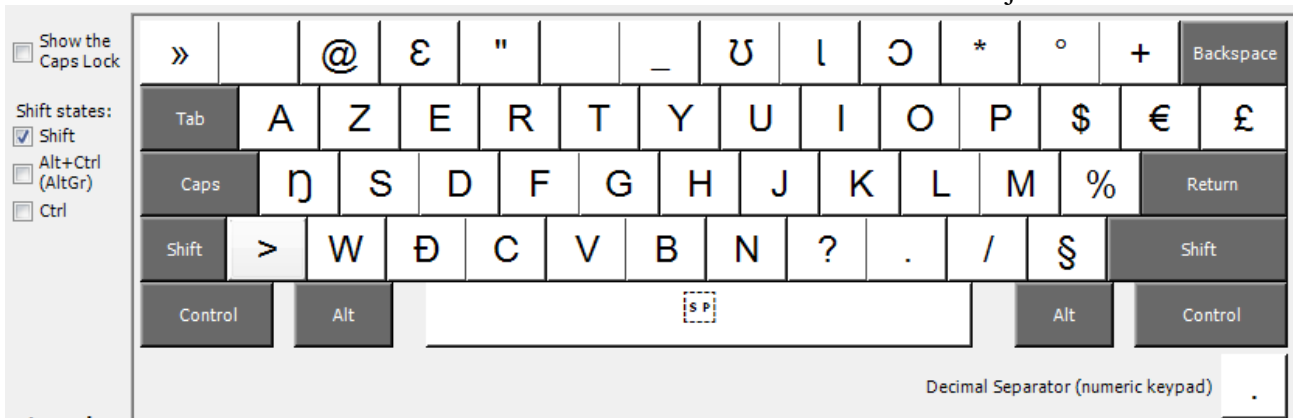 Show the
Caps Lock
» @ Ɛ " _ Ʊ Ɩ Ɔ * ° + Backspace
Shift states:
Shift
Alt+Ctrl
(AltGr)
Ctrl
Tab A Z E R T Y U I O P $ € £
Caps Ŋ S D F G H J K L M % Return
Shift > W Đ C V B N ? . / § Shift
Control Alt SP Alt Control
Decimal Separator (numeric keypad) .